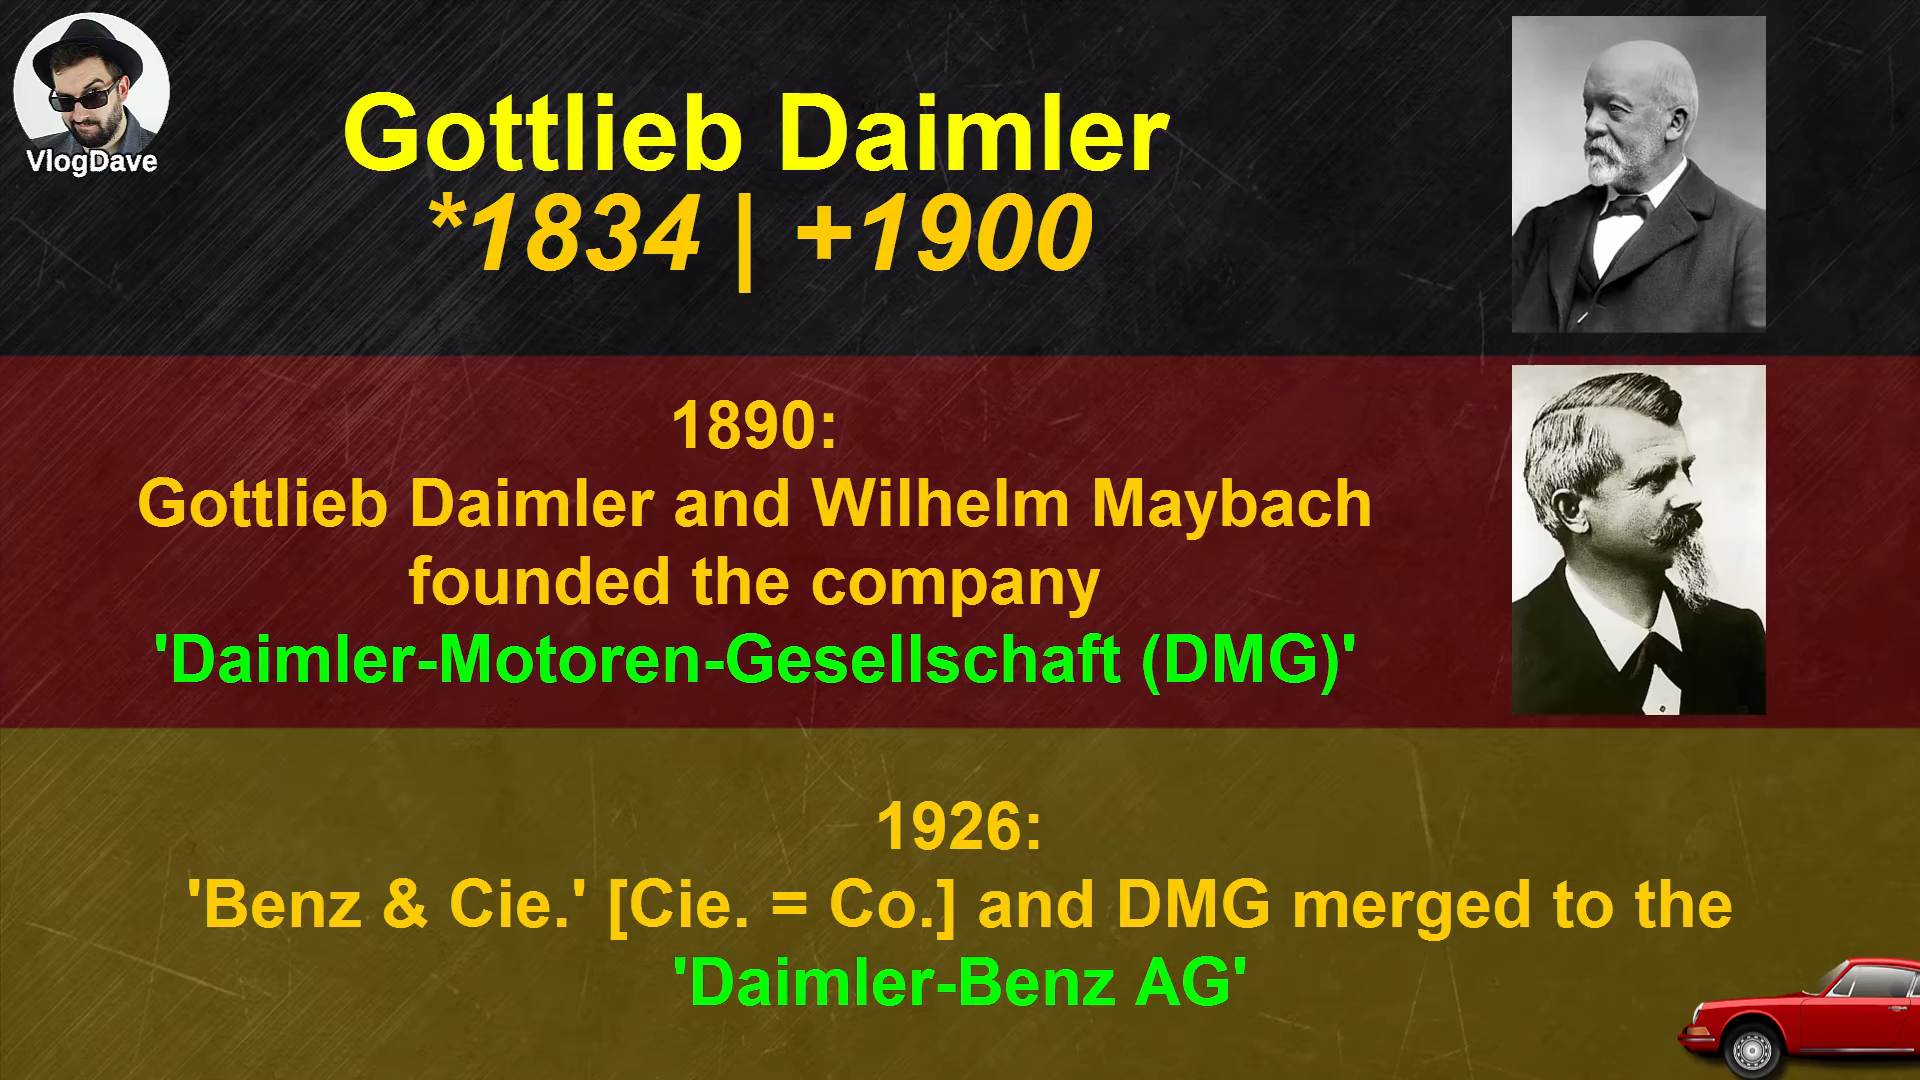 VlogDave
Gottlieb Daimler
*1834 | +1900
1890:
Gottlieb Daimler and Wilhelm Maybach
founded the company
'Daimler-Motoren-Gesellschaft (DMG)'
1926:
'Benz & Cie.' [Cie. = Co.] and DMG merged to the
'Daimler-Benz AG'